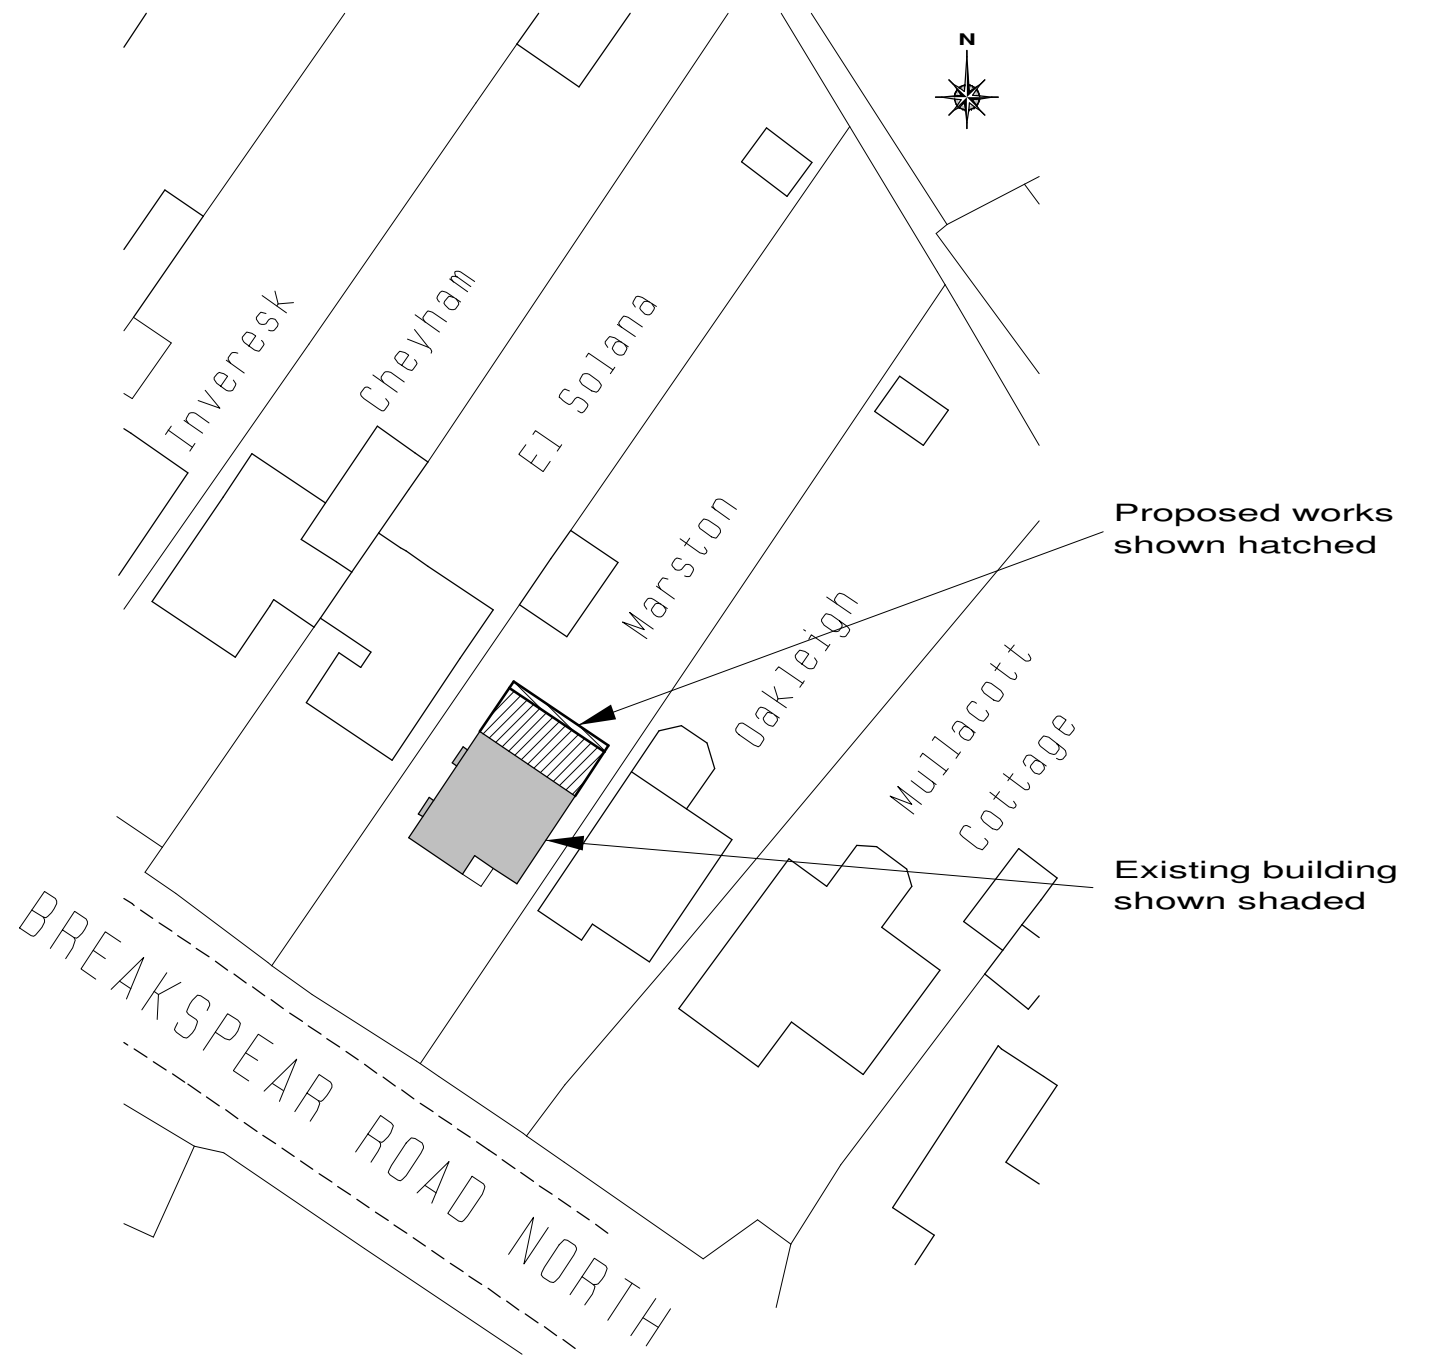 N
Inveresk
Cheyham
El Solana
Marston
Oakleigh
Mullacott
Cottage
Proposed works
shown hatched
Existing building
shown shaded
BREAKSPEAR ROAD NORTH